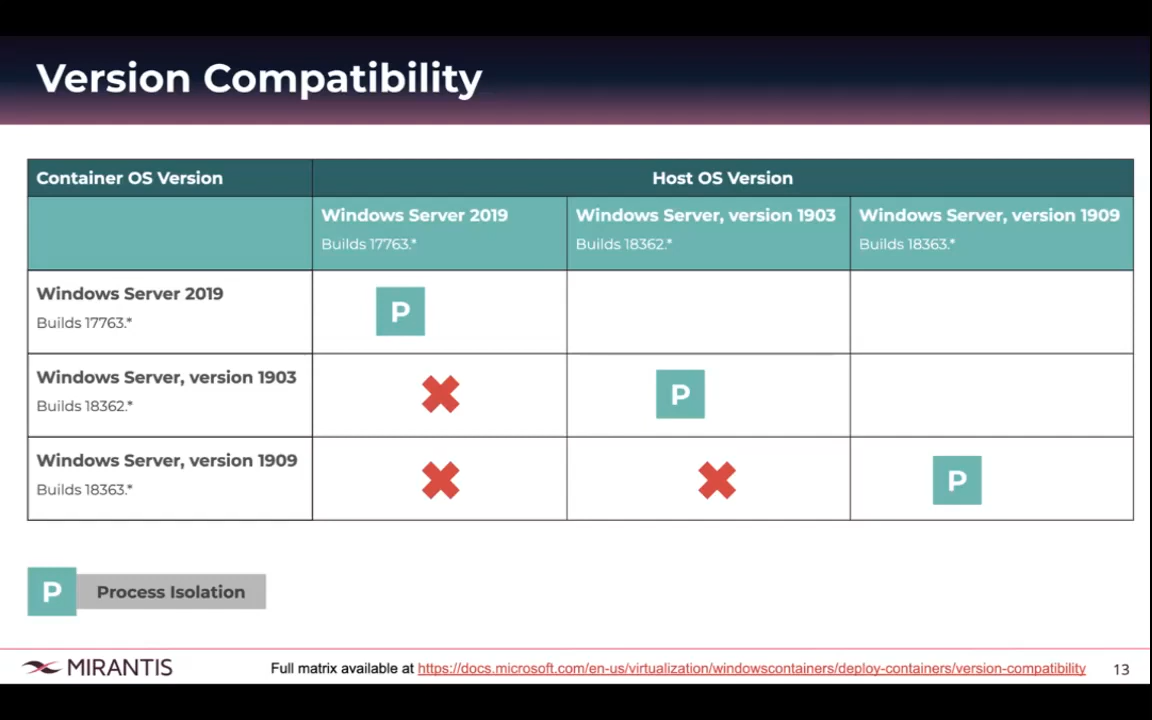 Version Compatibility
Container OS Version
Host OS Version
Windows Server 2019
Builds 17763.*
Windows Server, version 1903
Builds 18362.*
Windows Server, version 1909
Builds 18363.*
Windows Server 2019
Builds 17763.*
P
Windows Server, version 1903
Builds 18362.*
P
Windows Server, version 1909
Builds 18363.*
P
P Process Isolation
MIRANTIS
Full matrix available at https://docs.microsoft.com/en-us/virtualization/windowscontainers/deploy-containers/version-compatibility
13